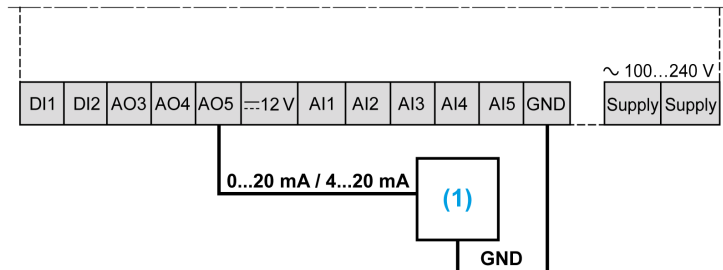 ∼ 100...240 V
DI1 DI2 AO3 AO4 AO5 ⎓12 V AI1 AI2 AI3 AI4 AI5 GND Supply Supply
0...20 mA / 4...20 mA
(1)
GND